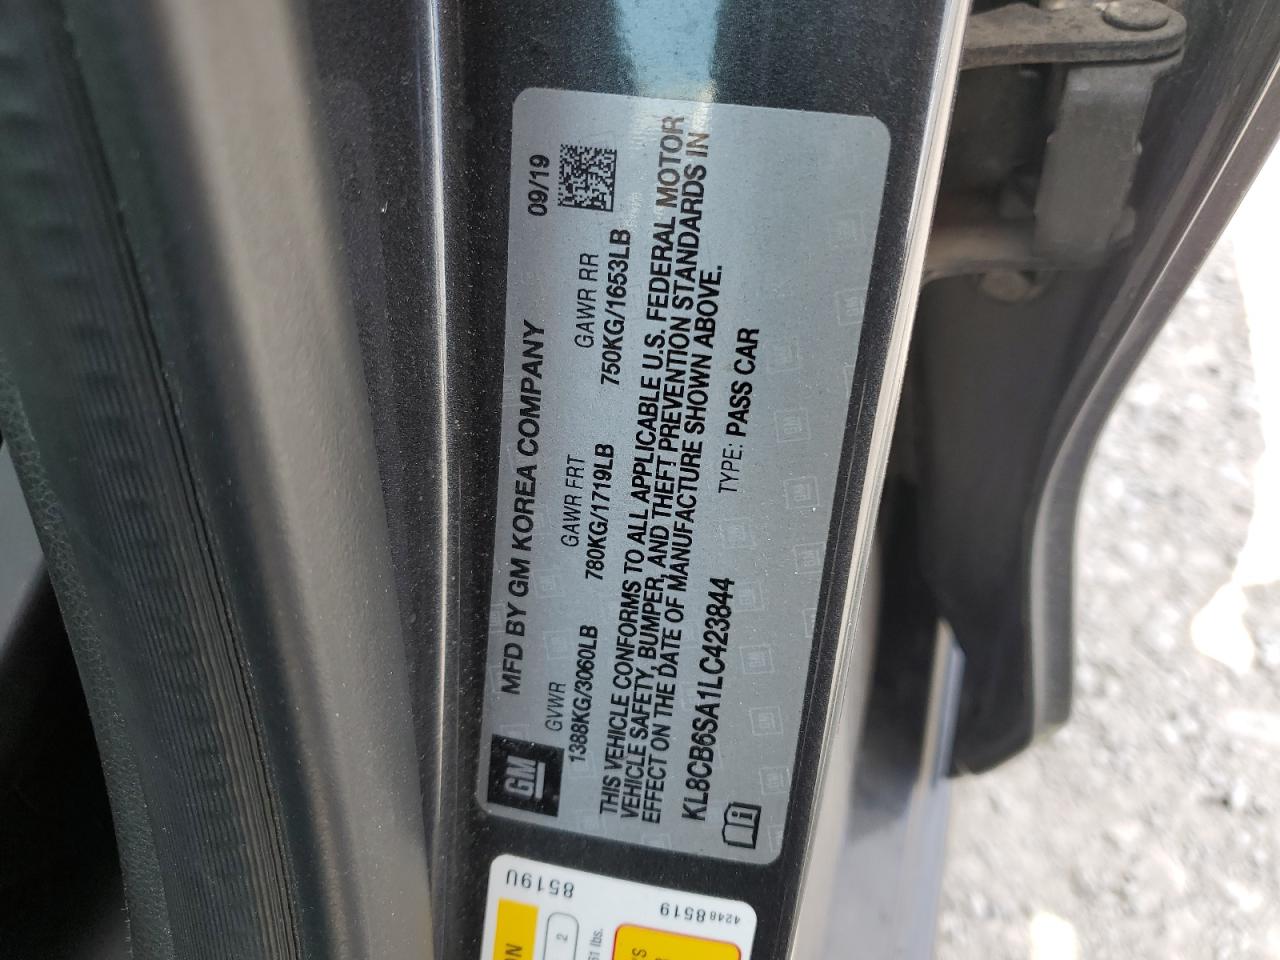 MFD BY GM KOREA COMPANY 09/19
GM
GVWR GAWR FRT GAWR RR
1388KG/3060LB 780KG/1719LB 750KG/1653LB
THIS VEHICLE CONFORMS TO ALL APPLICABLE U.S. FEDERAL MOTOR
VEHICLE SAFETY, BUMPER, AND THEFT PREVENTION STANDARDS IN
EFFECT ON THE DATE OF MANUFACTURE SHOWN ABOVE.
KL8CB6SA1LC423844 TYPE: PASS CAR
8519U
42488519
2